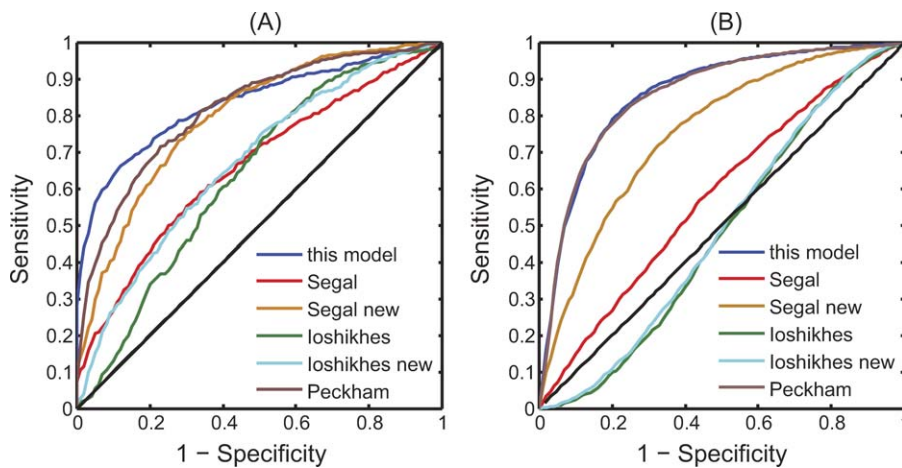 (A)
1
0.9
0.8
0.7
0.6
0.5
0.4
0.3
0.2
0.1
0
Sensitivity
this model
Segal
Segal new
Ioshikhes
Ioshikhes new
Peckham
0 0.2 0.4 0.6 0.8 1
1 − Specificity
(B)
1
0.9
0.8
0.7
0.6
0.5
0.4
0.3
0.2
0.1
0
Sensitivity
this model
Segal
Segal new
Ioshikhes
Ioshikhes new
Peckham
0 0.2 0.4 0.6 0.8 1
1 − Specificity